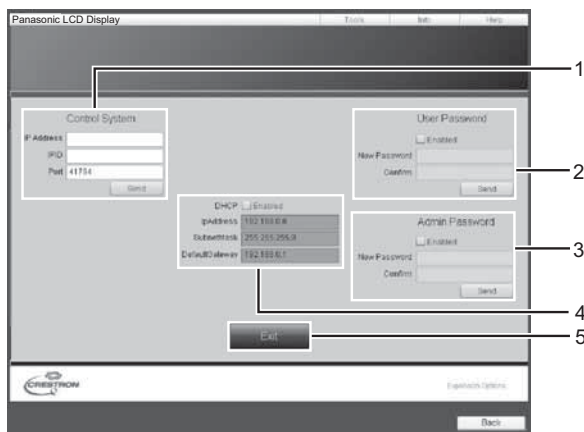 Panasonic LCD Display
Tools Info Help
1
Control System
IP Address
IPID
Port 41794
Send
User Password
Enabled
New Password
Confirm
Send
2
DHCP Enabled
IpAddress 192.168.0.8
SubnetMask 255.255.255.0
DefaultGateway 192.168.0.1
Admin Password
Enabled
New Password
Confirm
Send
3
4
Exit
5
CRESTRON
Expansion Options
Back